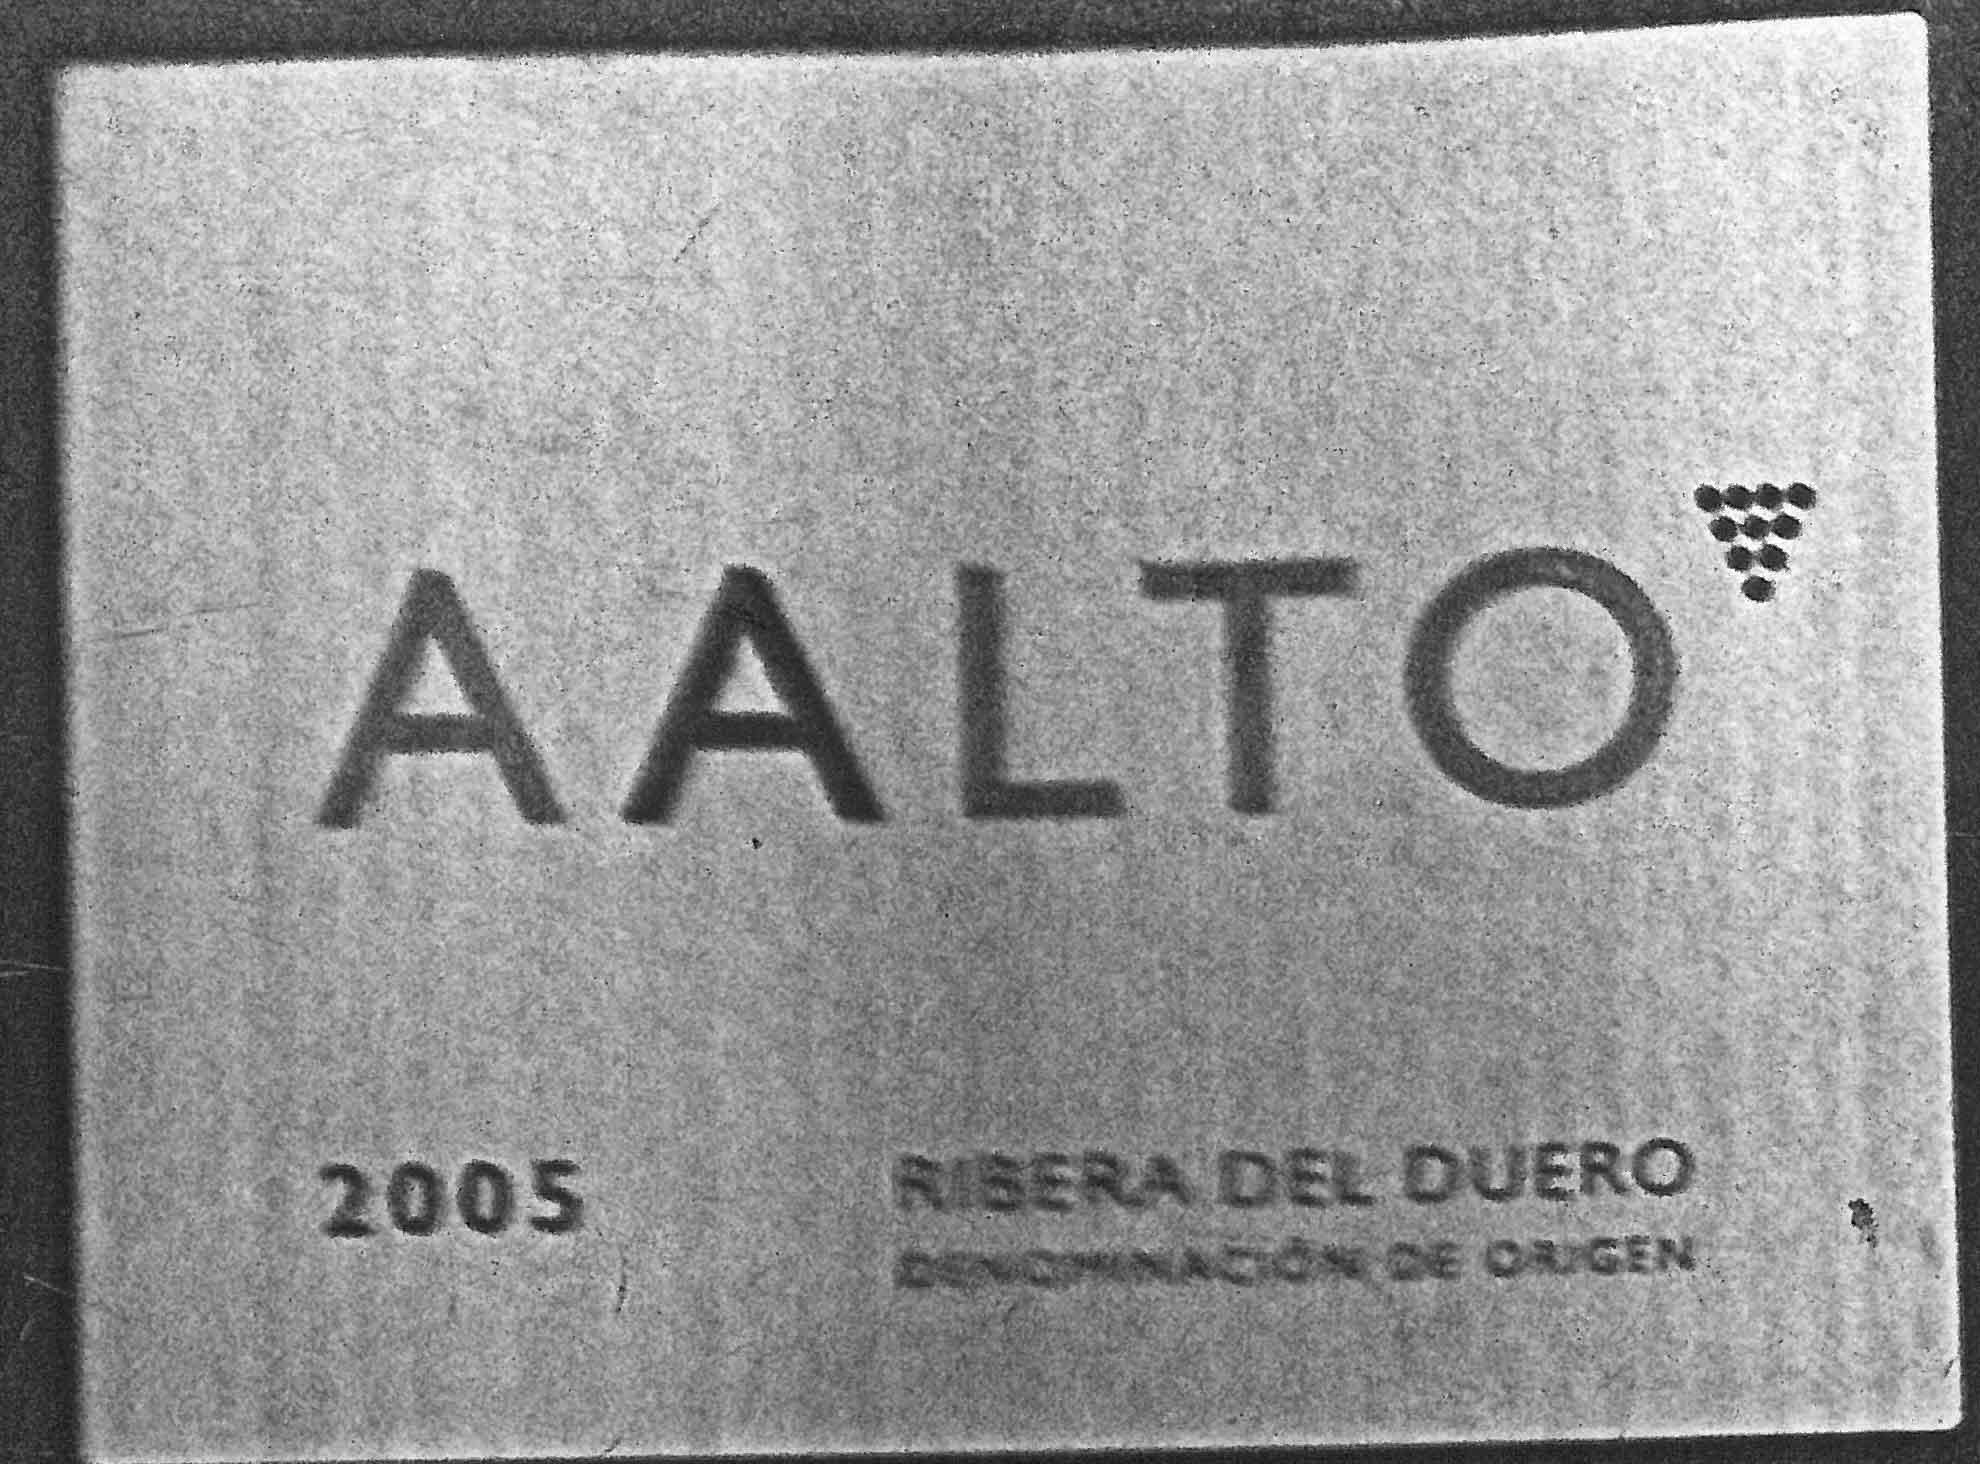 AALTO
2005
RIBERA DEL DUERO
DENOMINACIÓN DE ORIGEN